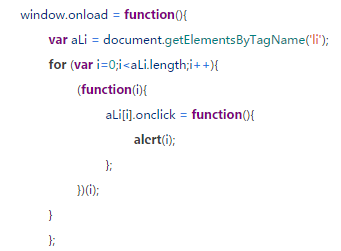 window.onload = function(){
var aLi = document.getElementsByTagName('li');
for (var i=0;i<aLi.length;i++){
(function(i){
aLi[i].onclick = function(){
alert(i);
};
})(i);
}
};